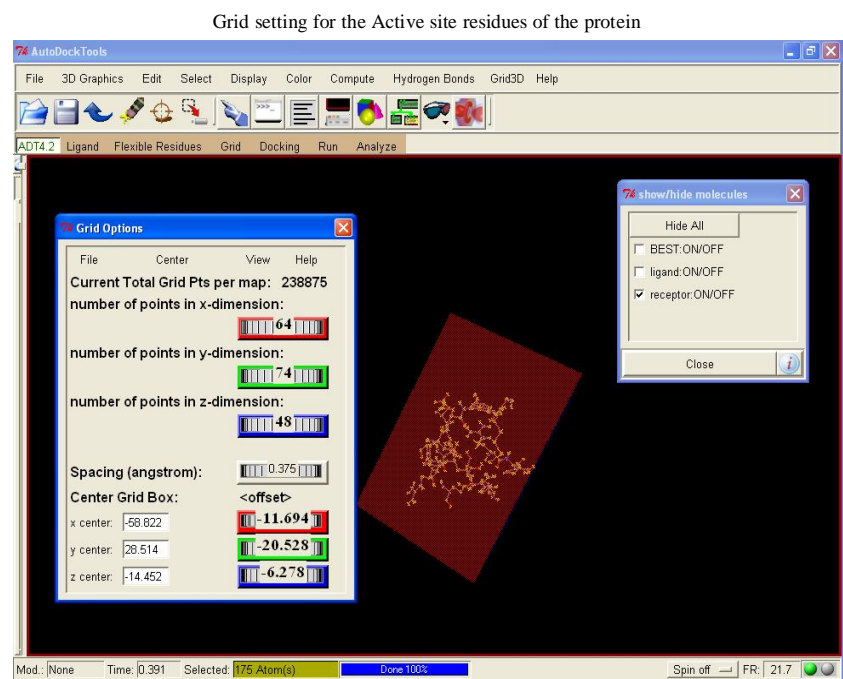 Grid setting for the Active site residues of the protein
AutoDockTools
File 3D Graphics Edit Select Display Color Compute Hydrogen Bonds Grid3D Help
ADT4.2 Ligand Flexible Residues Grid Docking Run Analyze
show/hide molecules
Hide All
BEST:ON/OFF
ligand:ON/OFF
receptor:ON/OFF
Close
Grid Options
File Center View Help
Current Total Grid Pts per map: 238875
number of points in x-dimension:
64
number of points in y-dimension:
74
number of points in z-dimension:
48
Spacing (angstrom): 0.375
Center Grid Box: <offset>
x center: -58.822 -11.694
y center: 28.514 -20.528
z center: -14.452 -6.278
Mod.: None Time: 0.391 Selected: 175 Atom(s) Done 100% Spin off FR: 21.7